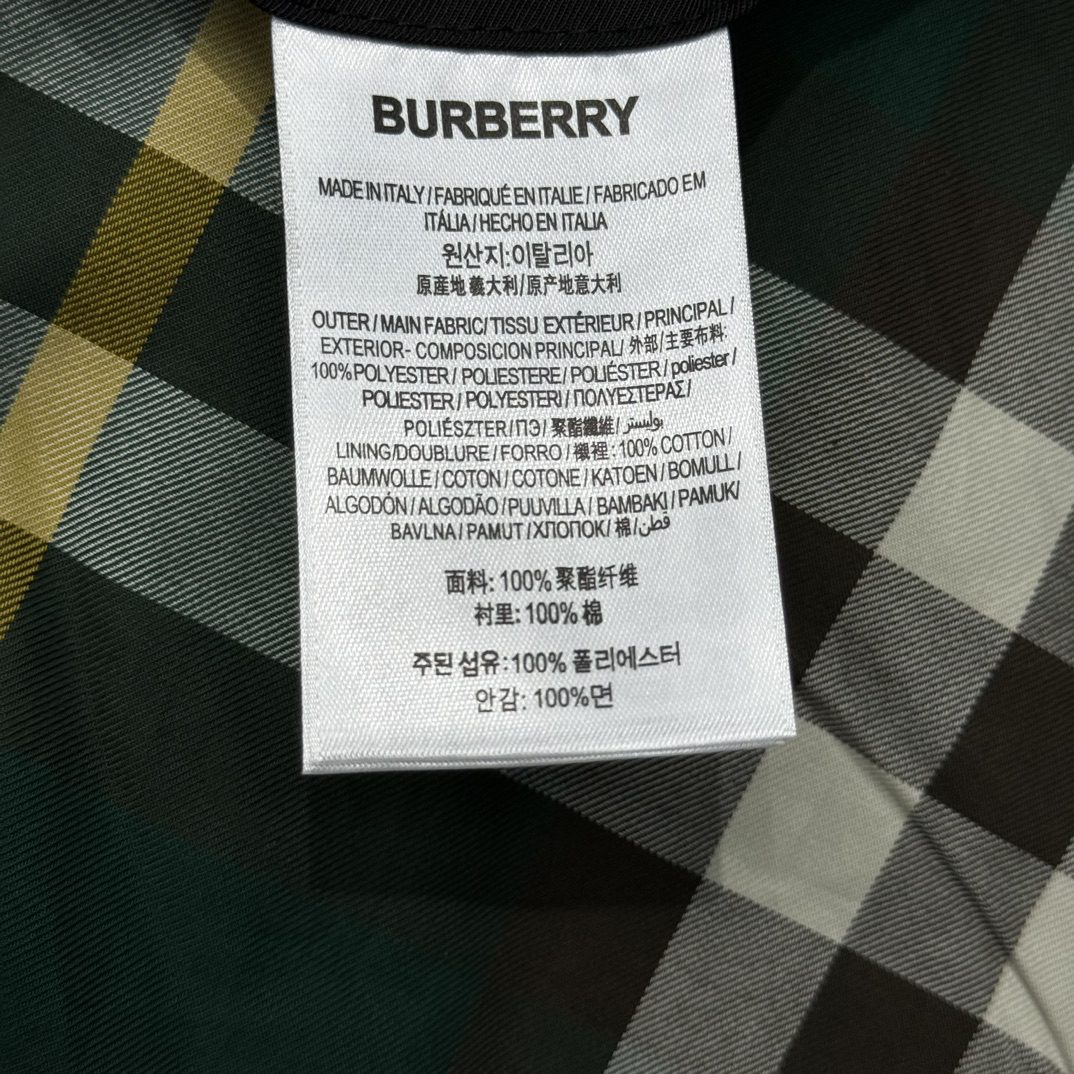 BURBERRY
MADE IN ITALY / FABRIQUÉ EN ITALIE / FABRICADO EM
ITÁLIA / HECHO EN ITALIA
원산지:이탈리아
原産地 義大利/原产地意大利
OUTER / MAIN FABRIC/ TISSU EXTÉRIEUR / PRINCIPAL /
EXTERIOR- COMPOSICION PRINCIPAL/ 外部/主要布料:
100%POLYESTER / POLIESTERE / POLIÉSTER / poliester /
POLIESTER / POLYESTERI / ΠΟΛΥΕΣΤΕΡΑΣ /
POLIÉSZTER / ПЭ / 聚酯纖維 / بوليستر /
LINING/DOUBLURE / FORRO / 襯裡 : 100% COTTON /
BAUMWOLLE / COTON / COTONE / KATOEN / BOMULL /
ALGODÓN / ALGODÃO / PUUVILLA / BAMBAKI / PAMUK/
BAVLNA / PAMUT / ХЛОПОК/ 棉 / قطن/
面料: 100% 聚酯纤维
衬里: 100% 棉
주된 섬유:100% 폴리에스터
안감: 100%면